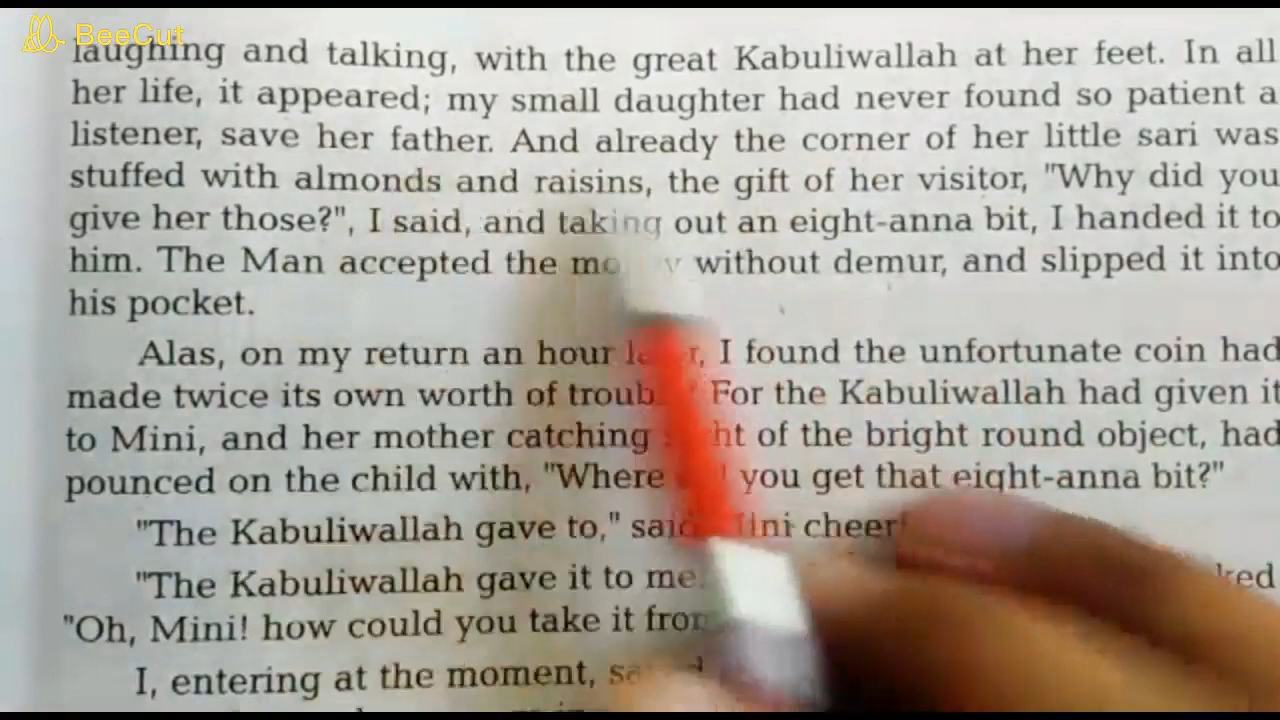 BeeCut
laughing and talking, with the great Kabuliwallah at her feet. In all
her life, it appeared; my small daughter had never found so patient a
listener, save her father. And already the corner of her little sari was
stuffed with almonds and raisins, the gift of her visitor, "Why did you
give her those?", I said, and taking out an eight-anna bit, I handed it to
him. The Man accepted the without demur, and slipped it into
his pocket.
Alas, on my return an hour I found the unfortunate coin had
made twice its own worth of For the Kabuliwallah had given it
to Mini, and her mother catching of the bright round object, had
pounced on the child with, "Where you get that eight-anna bit?"
"The Kabuliwallah gave to,"
"The Kabuliwallah gave it to me.
"Oh, Mini! how could you take it
I, entering at the moment,